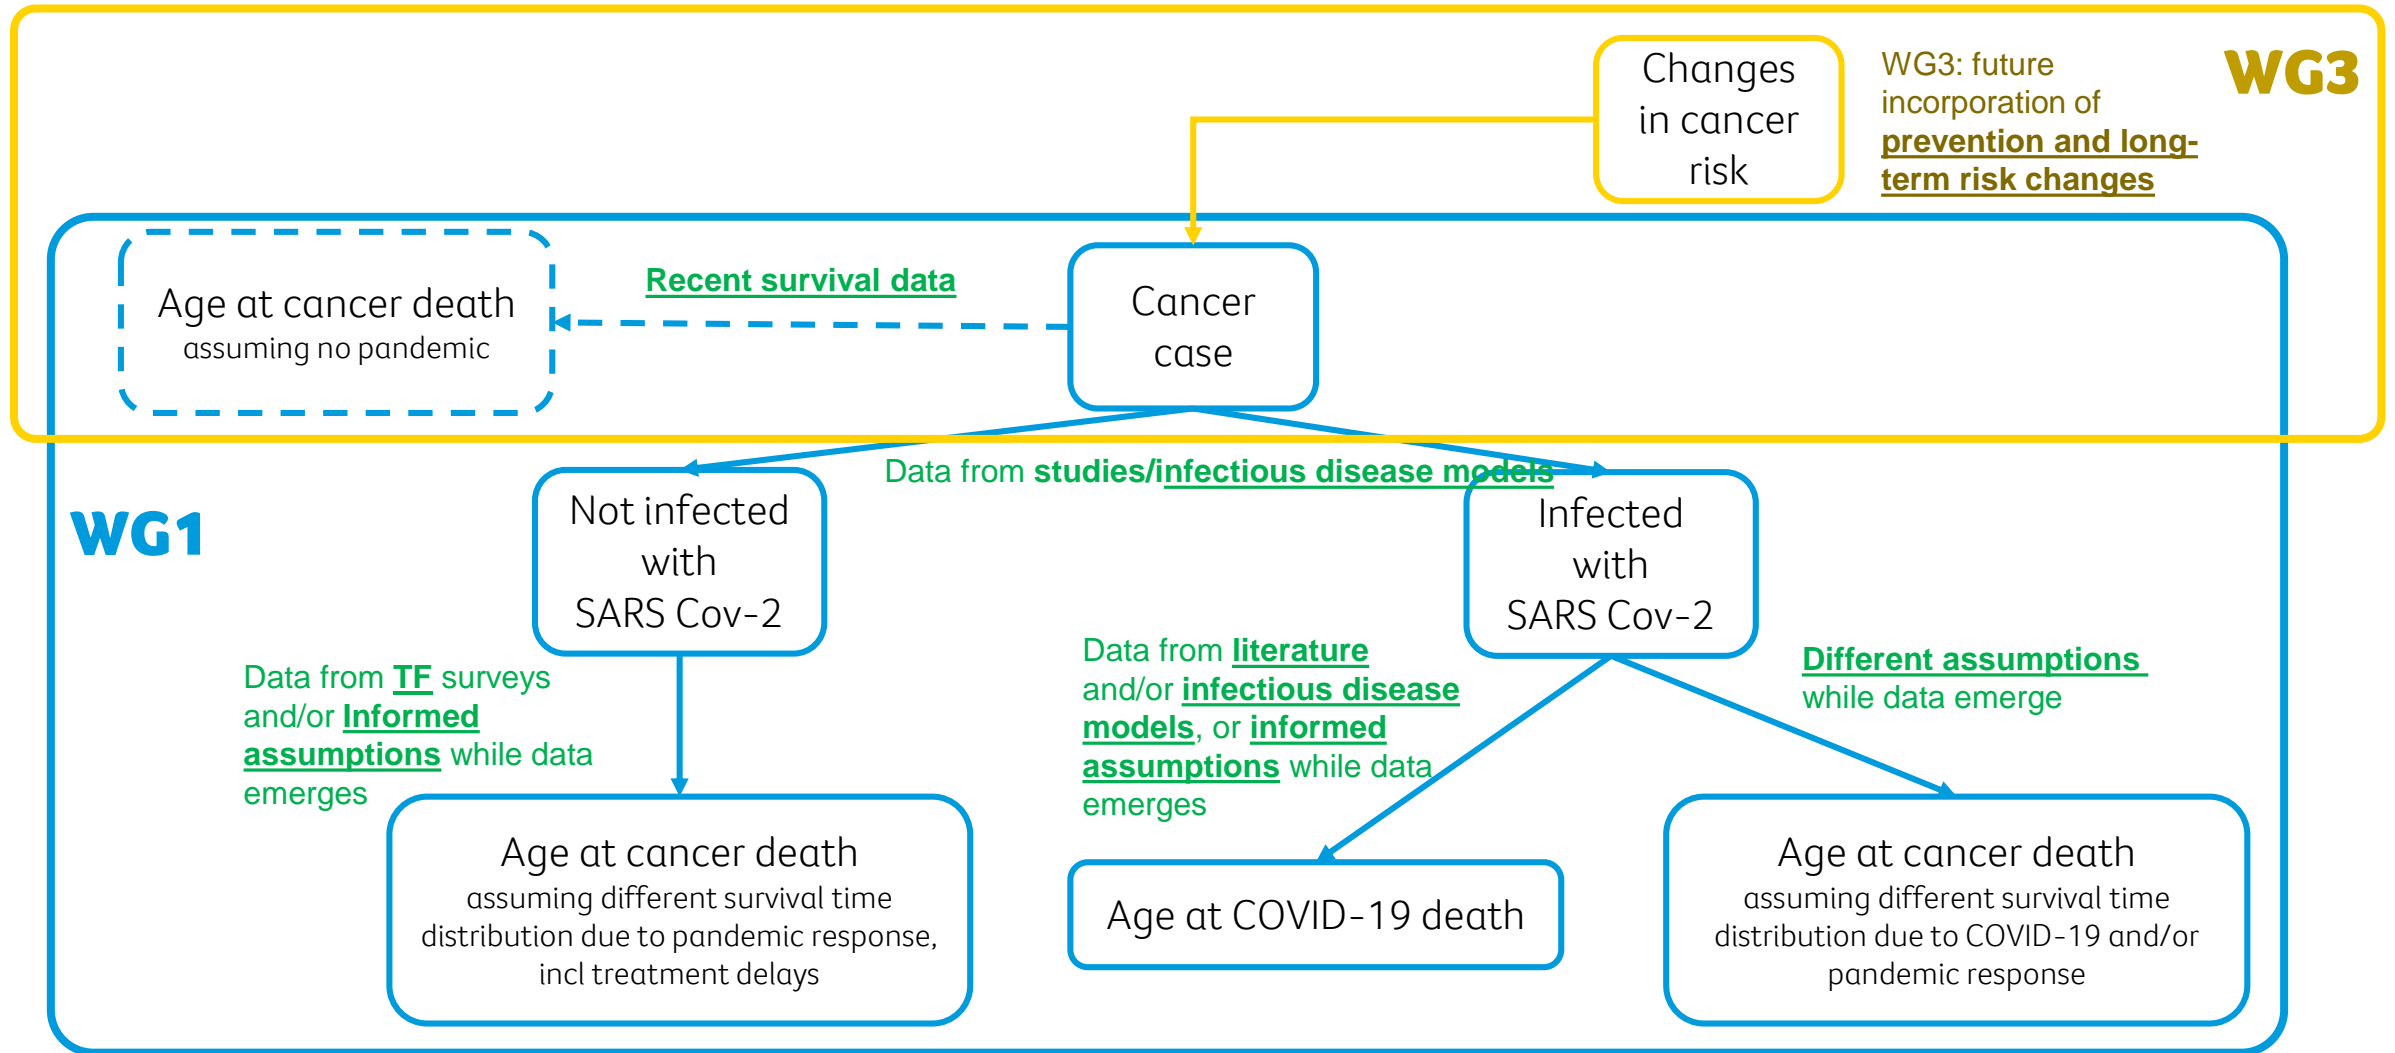 Changes
in cancer
risk
WG3: future
incorporation of
prevention and long-
term risk changes
WG3
Age at cancer death
assuming no pandemic
Recent survival data
Cancer
case
Data from studies/infectious disease models
WG1
Not infected
with
SARS Cov-2
Infected
with
SARS Cov-2
Data from TF surveys
and/or Informed
assumptions while data
emerges
Data from literature
and/or infectious disease
models, or informed
assumptions while data
emerges
Different assumptions
while data emerge
Age at cancer death
assuming different survival time
distribution due to pandemic response,
incl treatment delays
Age at COVID-19 death
Age at cancer death
assuming different survival time
distribution due to COVID-19 and/or
pandemic response